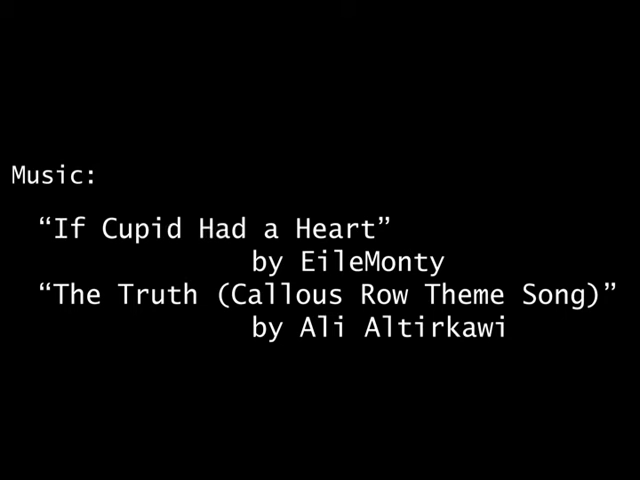 Music:
“If Cupid Had a Heart”
by EileMonty
“The Truth (Callous Row Theme Song)”
by Ali Altirkawi